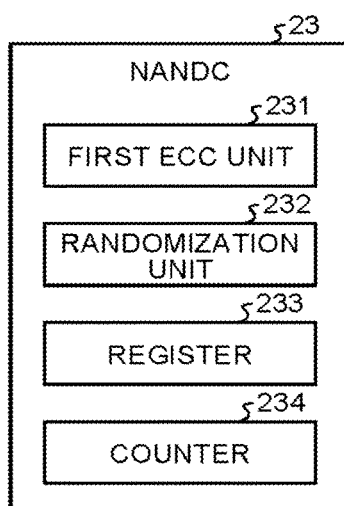 23
NANDC
231
FIRST ECC UNIT
232
RANDOMIZATION
UNIT
233
REGISTER
234
COUNTER